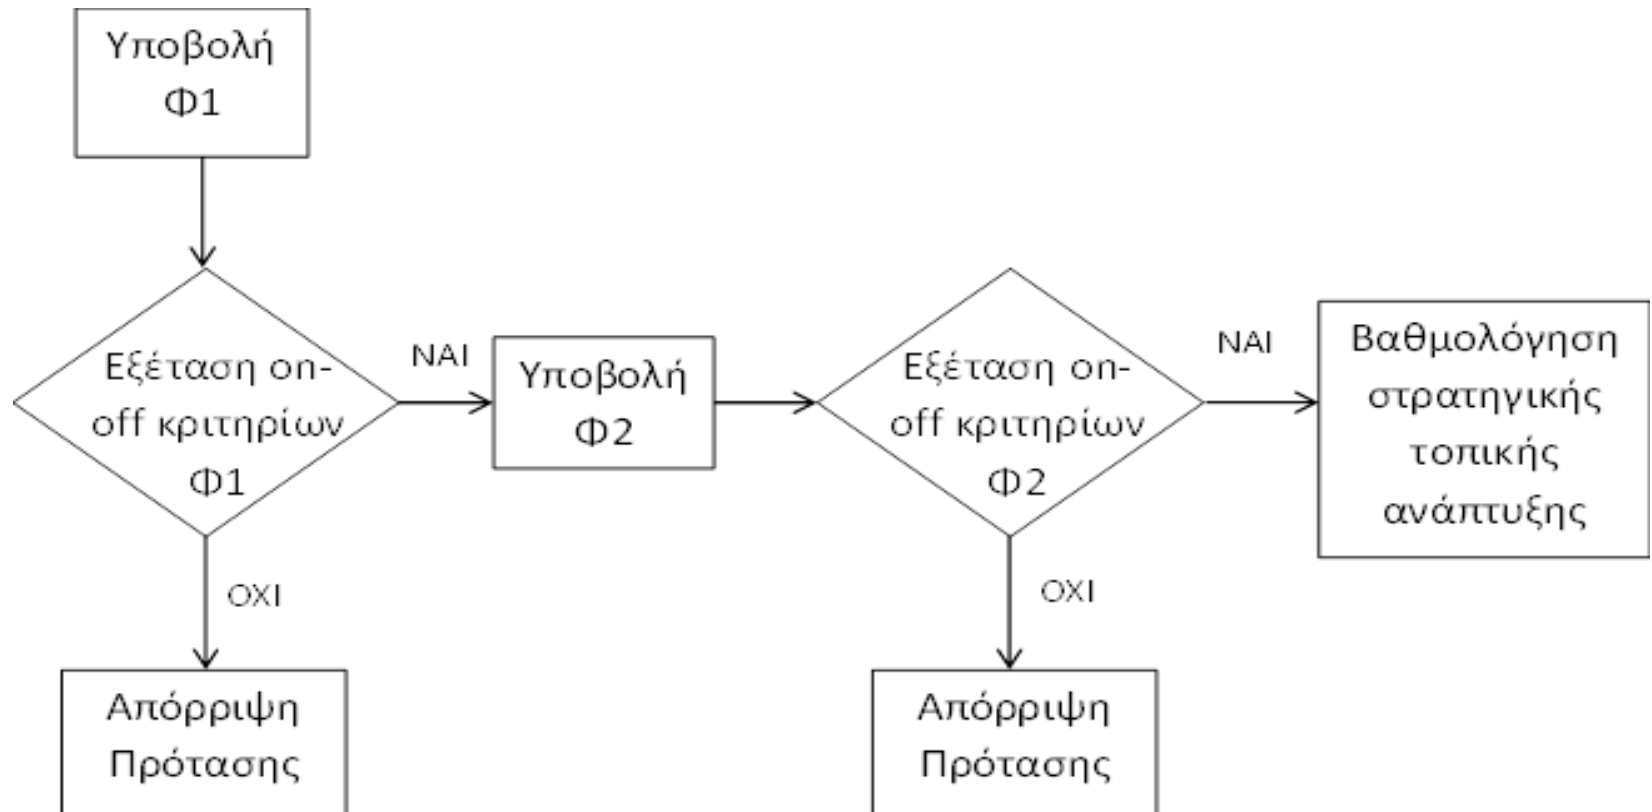 Υποβολή
Φ1
Εξέταση on-
off κριτηρίων
Φ1
ΝΑΙ
Υποβολή
Φ2
Εξέταση on-
off κριτηρίων
Φ2
ΝΑΙ
Βαθμολόγηση
στρατηγικής
τοπικής
ανάπτυξης
ΟΧΙ
ΟΧΙ
Απόρριψη
Πρότασης
Απόρριψη
Πρότασης